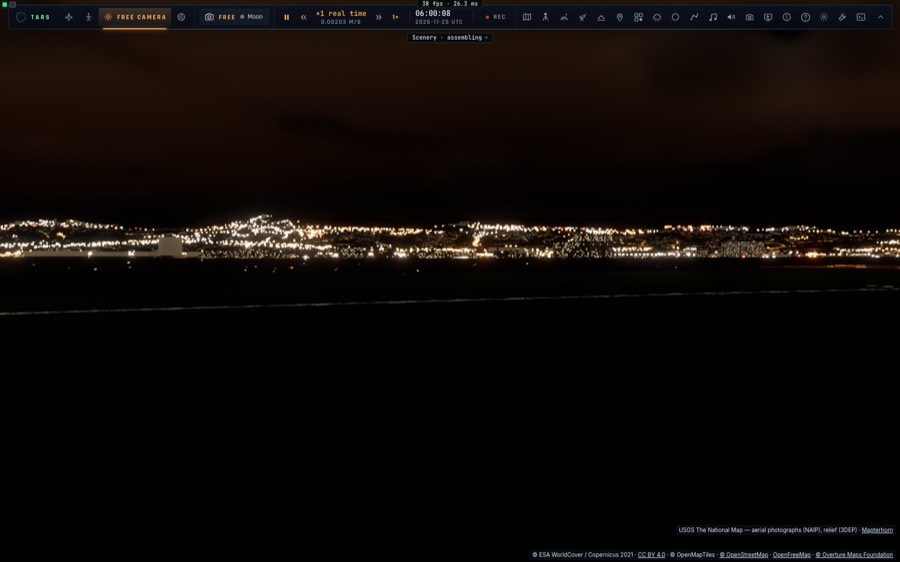 38 fps · 26.3 ms
TARS
FREE CAMERA
FREE Moon
×1 real time
0.00203 M/S
1×
06:00:08
2026-11-29 UTC
REC
Scenery · assembling
USGS The National Map — aerial photographs (NAIP), relief (3DEP) · Mapterhorn
© ESA WorldCover / Copernicus 2021 · CC BY 4.0 · © OpenMapTiles · © OpenStreetMap · OpenFreeMap · © Overture Maps Foundation